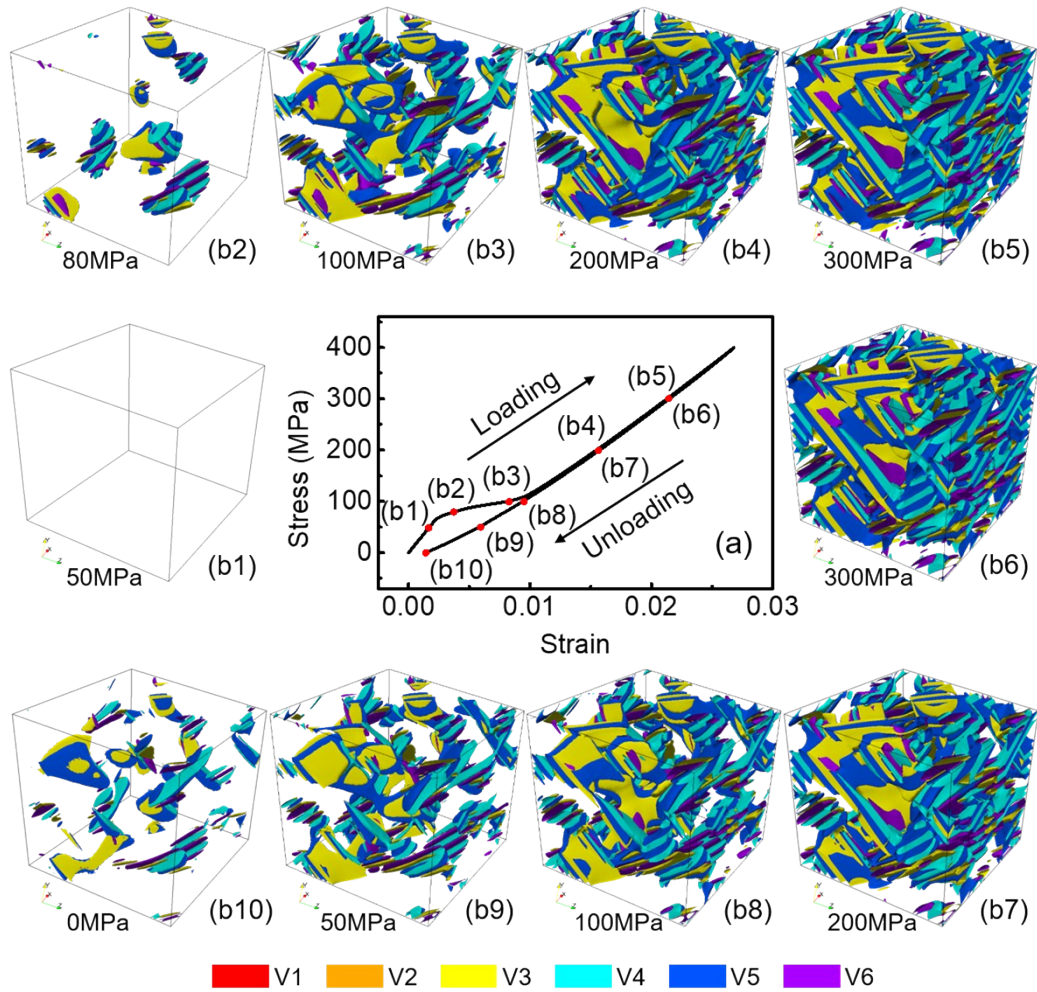 80MPa (b2)
100MPa (b3)
200MPa (b4)
300MPa (b5)
50MPa (b1)
Stress (MPa)
400
300
200
100
0
Loading
Unloading
(b1)
(b2)
(b3)
(b4)
(b5)
(b6)
(b7)
(b8)
(b9)
(b10)
(a)
0.00 0.01 0.02 0.03
Strain
300MPa (b6)
0MPa (b10)
50MPa (b9)
100MPa (b8)
200MPa (b7)
V1 V2 V3 V4 V5 V6